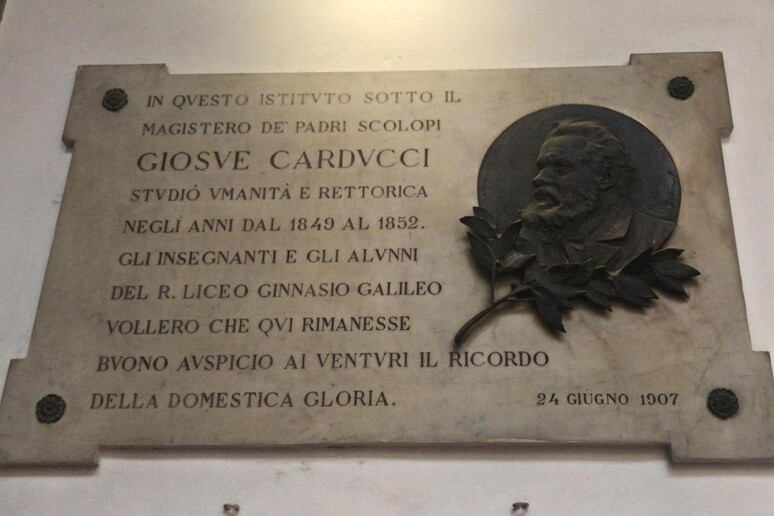 IN QVESTO ISTITVTO SOTTO IL
MAGISTERO DE' PADRI SCOLOPI
GIOSVE CARDVCCI
STVDIÒ VMANITÀ E RETTORICA
NEGLI ANNI DAL 1849 AL 1852.
GLI INSEGNANTI E GLI ALVNNI
DEL R. LICEO GINNASIO GALILEO
VOLLERO CHE QVI RIMANESSE
BVONO AVSPICIO AI VENTVRI IL RICORDO
DELLA DOMESTICA GLORIA.
24 GIUGNO 1907